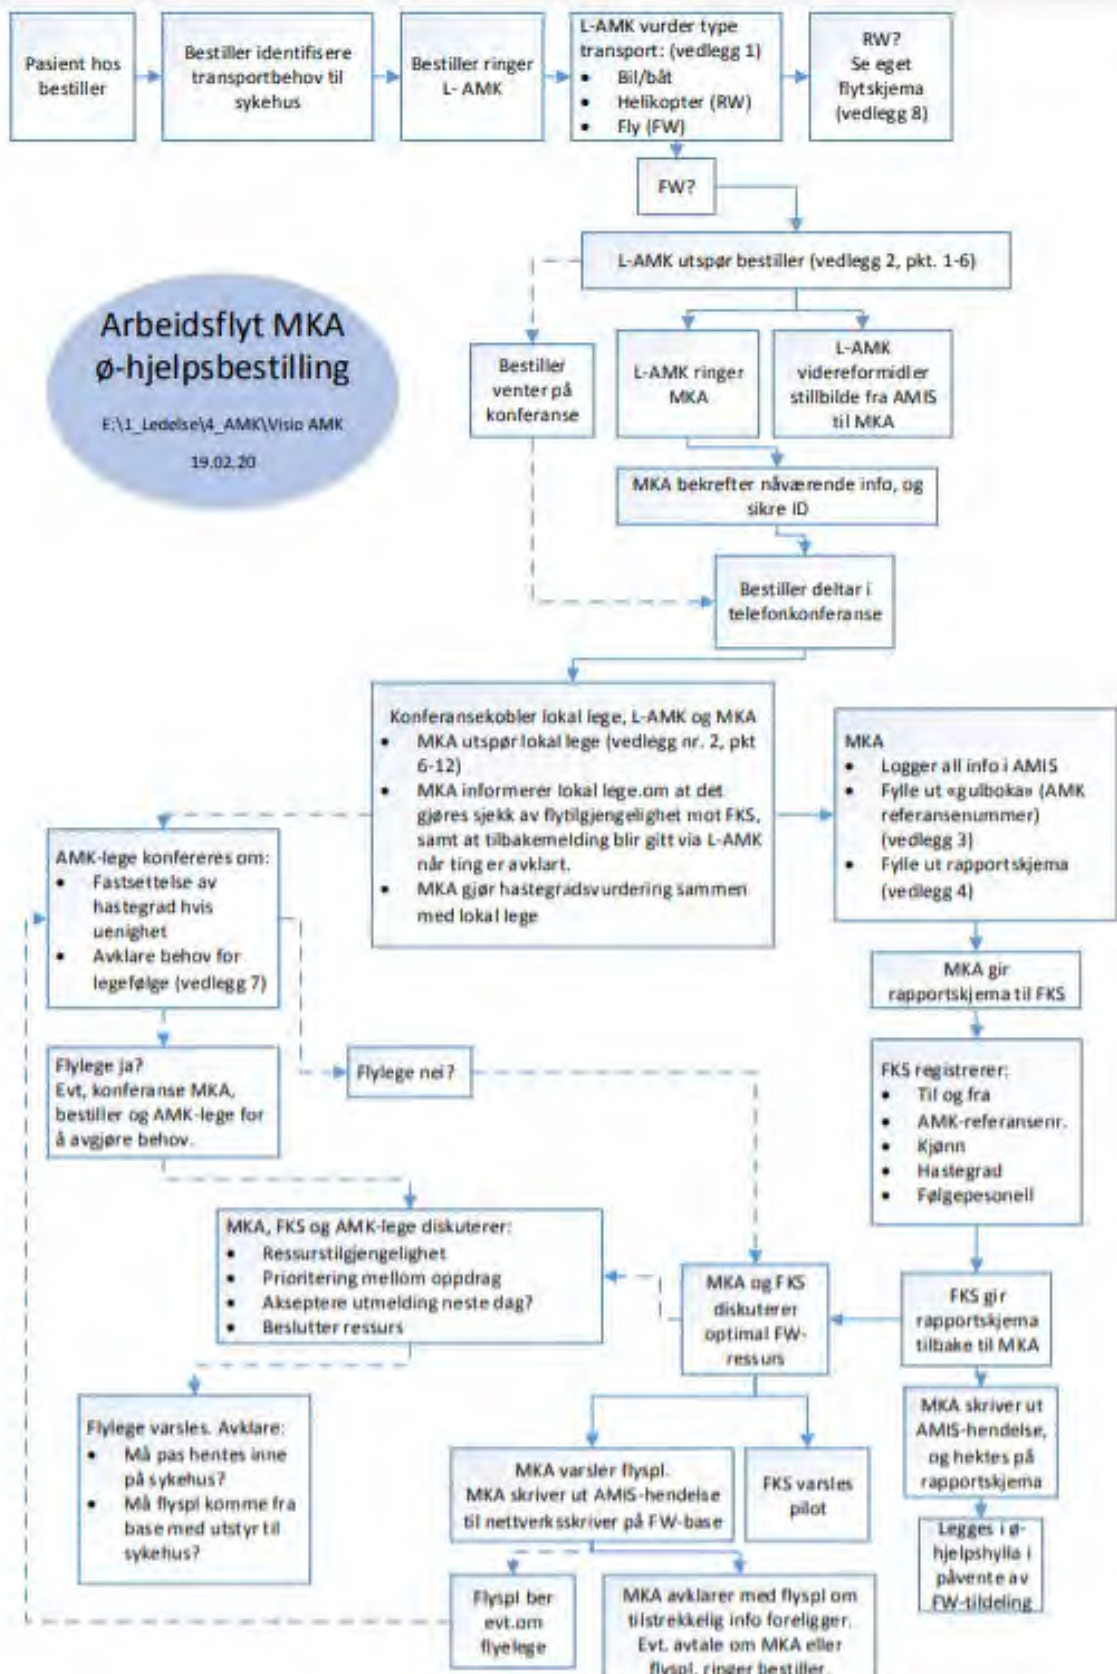 Pasient hos
bestiller
Bestiller identifisere
transportbehov til
sykehus
Bestiller ringer
L- AMK
L-AMK vurder type
transport: (vedlegg 1)
• Bil/båt
• Helikopter (RW)
• Fly (FW)
RW?
Se eget
flytskjema
(vedlegg 8)
FW?
L-AMK utspør bestiller (vedlegg 2, pkt. 1-6)
Arbeidsflyt MKA
ø-hjelpsbestilling
E:\1_Ledelse\4_AMK\Visio AMK
19.02.20
Bestiller
venter på
konferanse
L-AMK ringer
MKA
L-AMK
videreformidler
stillbilde fra AMIS
til MKA
MKA bekrefter nåværende info, og
sikre ID
Bestiller deltar i
telefonkonferanse
Konferansekobler lokal lege, L-AMK og MKA
• MKA utspør lokal lege (vedlegg nr. 2, pkt
6-12)
• MKA informerer lokal lege.om at det
gjøres sjekk av flytilgjengelighet mot FKS,
samt at tilbakemelding blir gitt via L-AMK
når ting er avklart.
• MKA gjør hastegradsvurdering sammen
med lokal lege
MKA
• Logger all info i AMIS
• Fylle ut «gulboka» (AMK
referansenummer)
(vedlegg 3)
• Fylle ut rapportskjema
(vedlegg 4)
AMK-lege konfereres om:
• Fastsettelse av
hastegrad hvis
uenighet
• Avklare behov for
legefølge (vedlegg 7)
MKA gir
rapportskjema til FKS
Flylege ja?
Evt, konferanse MKA,
bestiller og AMK-lege for
å avgjøre behov.
Flylege nei?
FKS registrerer:
• Til og fra
• AMK-referansenr.
• Kjønn
• Hastegrad
• Følgepesonell
MKA, FKS og AMK-lege diskuterer:
• Ressurstilgjengelighet
• Prioritering mellom oppdrag
• Akseptere utmelding neste dag?
• Beslutter ressurs
MKA og FKS
diskuterer
optimal FW-
ressurs
FKS gir
rapportskjema
tilbake til MKA
Flylege varsles. Avklare:
• Må pas hentes inne
på sykehus?
• Må flyspl komme fra
base med utstyr til
sykehus?
MKA varsler flyspl.
MKA skriver ut AMIS-hendelse
til nettverksskriver på FW-base
FKS varsles
pilot
MKA skriver ut
AMIS-hendelse,
og hektes på
rapportskjema
Legges i ø-
hjelpshylla i
påvente av
FW-tildeling
Flyspl ber
evt.om
flyelege
MKA avklarer med flyspl om
tilstrekkelig info foreligger.
Evt. avtale om MKA eller
flyspl. ringer bestiller.